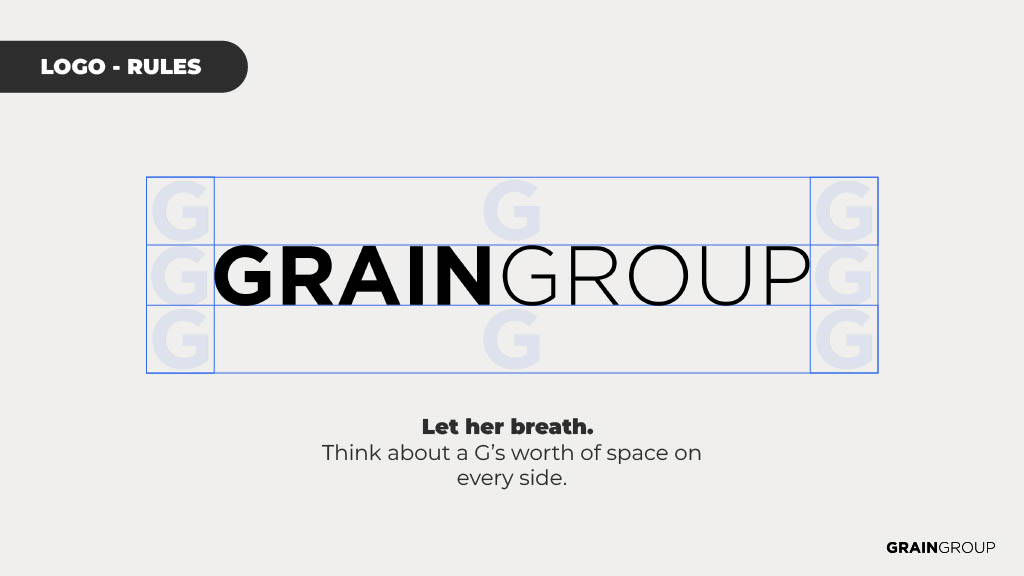 LOGO - RULES
G G G
G GRAINGROUP G
G G G
Let her breath.
Think about a G’s worth of space on
every side.
GRAINGROUP